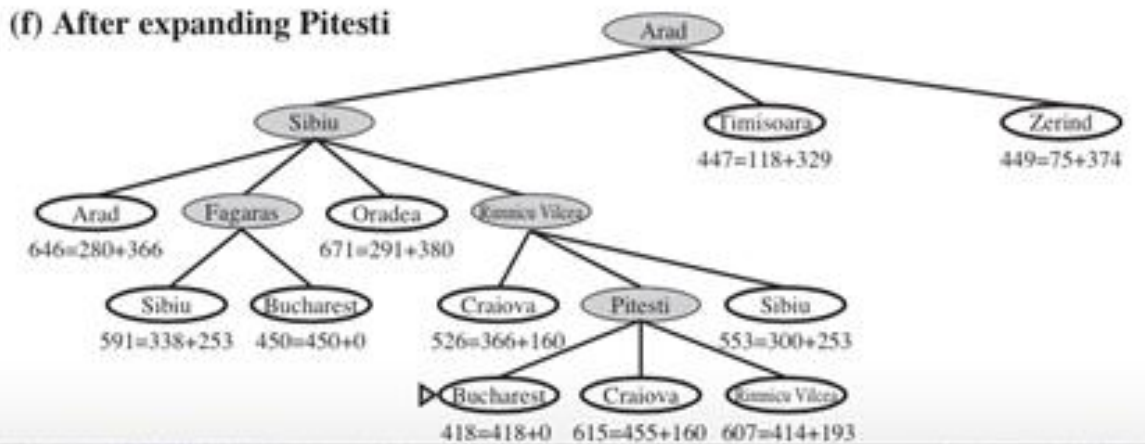 (f) After expanding Pitesti
Arad
Sibiu Timisoara Zerind
447=118+329 449=75+374
Arad Fagaras Oradea Rimnicu Vilcea
646=280+366 671=291+380
Sibiu Bucharest Craiova Pitesti Sibiu
591=338+253 450=450+0 526=366+160 553=300+253
Bucharest Craiova Rimnicu Vilcea
418=418+0 615=455+160 607=414+193